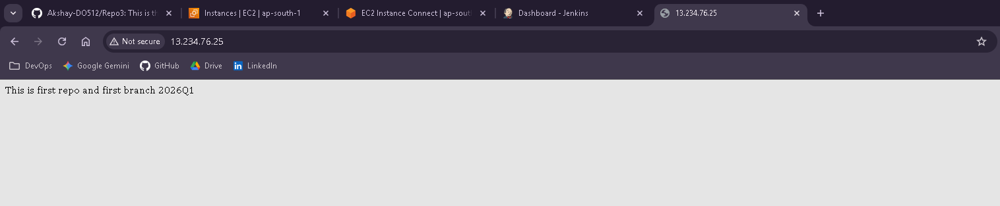 Akshay-DO512/Repo3: This is th
Instances | EC2 | ap-south-1
EC2 Instance Connect | ap-sout
Dashboard - Jenkins
13.234.76.25
Not secure
13.234.76.25
DevOps
Google Gemini
GitHub
Drive
LinkedIn
This is first repo and first branch 2026Q1